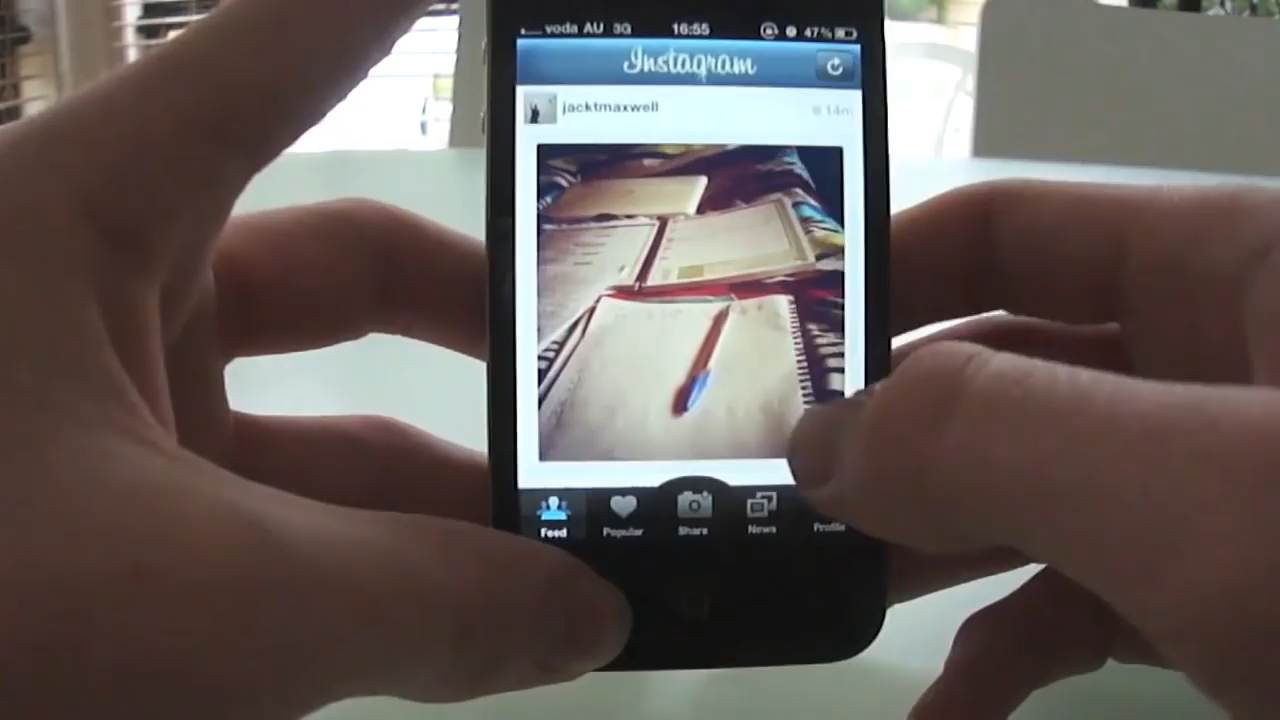 voda AU 3G 16:55 47%
Instagram
jacktmaxwell 14m
Feed Popular Share News Profile